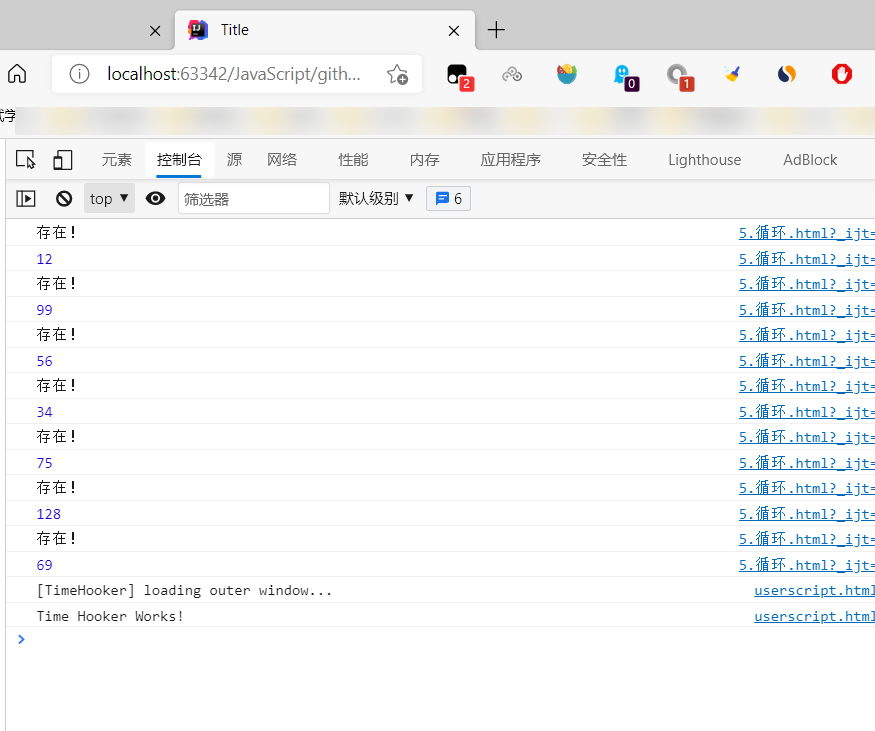 Title
localhost:63342/JavaScript/gith...
2
0
1
学
元素 控制台 源 网络 性能 内存 应用程序 安全性 Lighthouse AdBlock
top ▼ 筛选器 默认级别 ▼ 6
存在! 5.循环.html?_ijt=
12 5.循环.html?_ijt=
存在! 5.循环.html?_ijt=
99 5.循环.html?_ijt=
存在! 5.循环.html?_ijt=
56 5.循环.html?_ijt=
存在! 5.循环.html?_ijt=
34 5.循环.html?_ijt=
存在! 5.循环.html?_ijt=
75 5.循环.html?_ijt=
存在! 5.循环.html?_ijt=
128 5.循环.html?_ijt=
存在! 5.循环.html?_ijt=
69 5.循环.html?_ijt=
[TimeHooker] loading outer window... userscript.html
Time Hooker Works! userscript.html